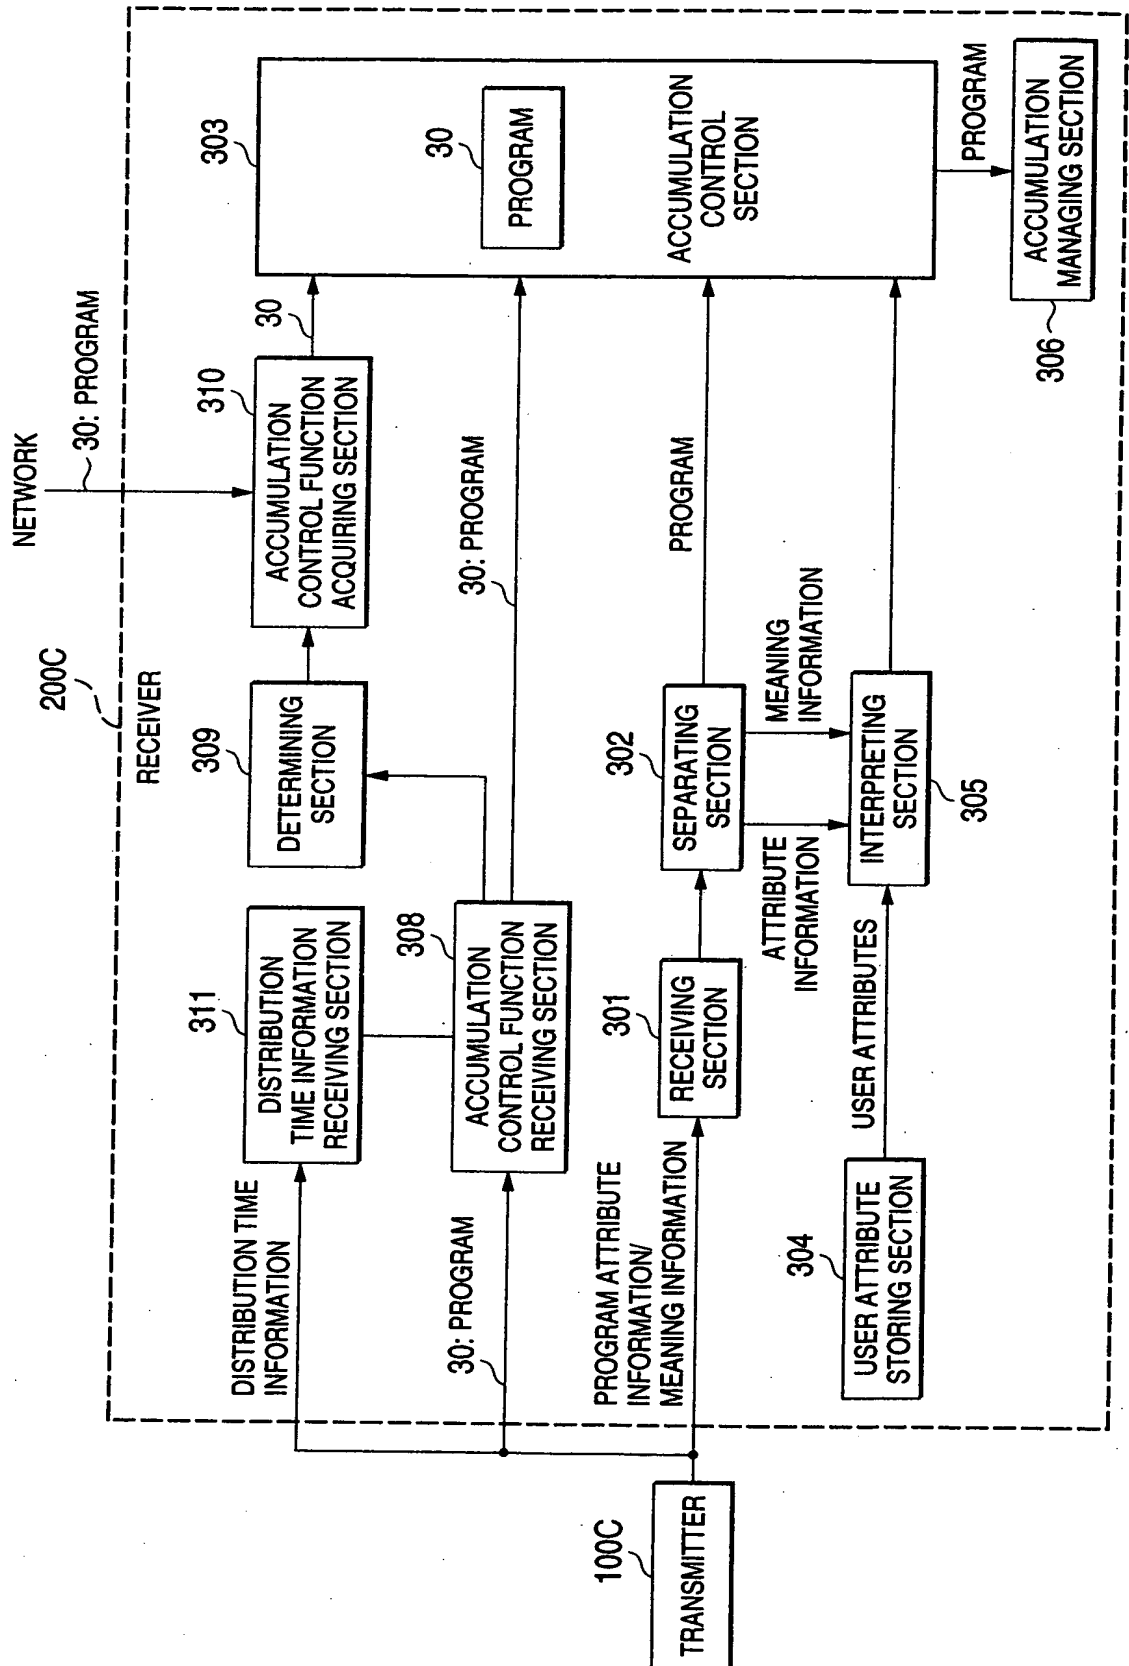 NETWORK
30: PROGRAM
200C
RECEIVER
303
30
PROGRAM
ACCUMULATION
CONTROL
SECTION
310
30
ACCUMULATION
CONTROL FUNCTION
ACQUIRING SECTION
309
DETERMINING
SECTION
311
DISTRIBUTION
TIME INFORMATION
RECEIVING SECTION
DISTRIBUTION TIME
INFORMATION
308
ACCUMULATION
CONTROL FUNCTION
RECEIVING SECTION
30: PROGRAM
30: PROGRAM
PROGRAM ATTRIBUTE
INFORMATION/
MEANING INFORMATION
301
RECEIVING
SECTION
302
SEPARATING
SECTION
PROGRAM
ATTRIBUTE
INFORMATION
MEANING
INFORMATION
INTERPRETING
SECTION
305
USER ATTRIBUTES
304
USER ATTRIBUTE
STORING SECTION
PROGRAM
ACCUMULATION
MANAGING SECTION
306
100C
TRANSMITTER